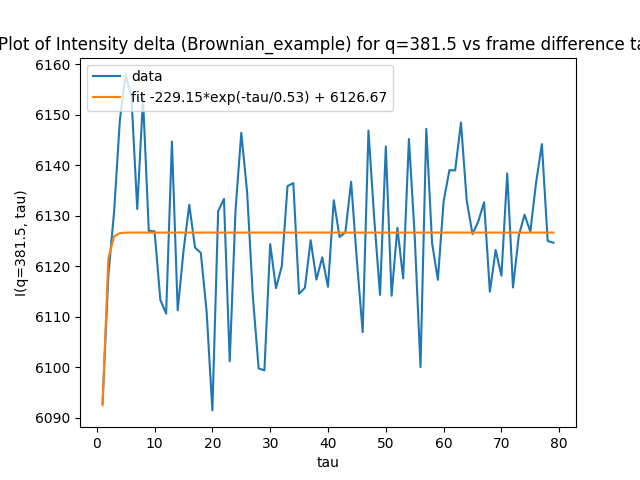 Plot of Intensity delta (Brownian_example) for q=381.5 vs frame difference
data
fit -229.15*exp(-tau/0.53) + 6126.67
I(q=381.5, tau)
6160
6150
6140
6130
6120
6110
6100
6090
0 10 20 30 40 50 60 70 80
tau